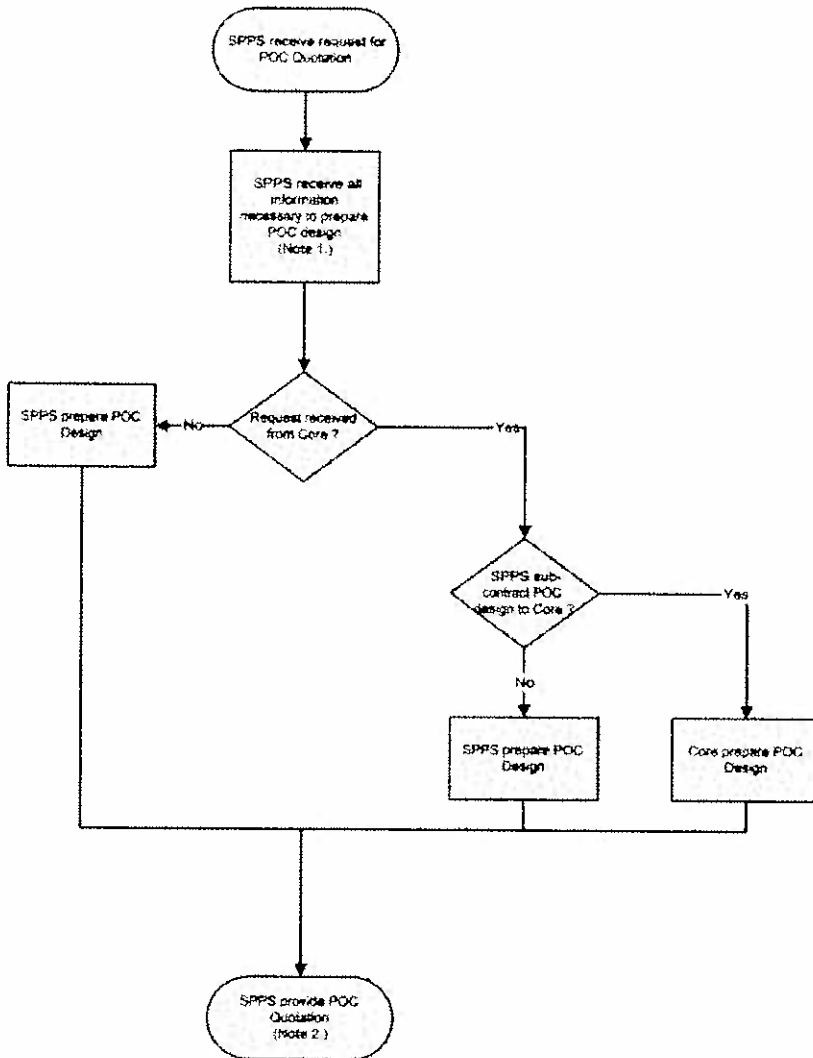 SPPS receive request for
POC Quotation
SPPS receive all
information
necessary to prepare
POC design
(Note 1.)
Request received
from Core ?
No
Yes
SPPS prepare POC
Design
SPPS sub-
contract POC
design to Core ?
Yes
No
SPPS prepare POC
Design
Core prepare POC
Design
SPPS provide POC
Quotation
(Note 2.)